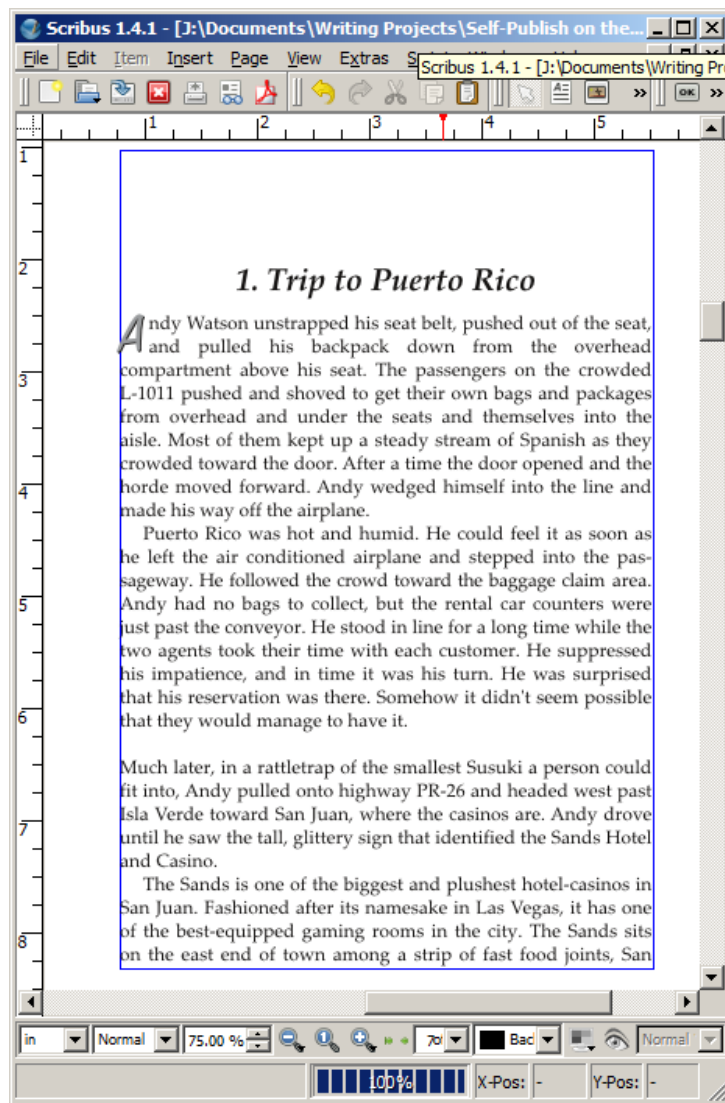 Scribus 1.4.1 - [J:\Documents\Writing Projects\Self-Publish on the...
File Edit Item Insert Page View Extras
Scribus 1.4.1 - [J:\Documents\Writing Pr
OK
1 2 3 4 5
1
2
3
4
5
6
7
8
1. Trip to Puerto Rico
Andy Watson unstrapped his seat belt, pushed out of the seat,
and pulled his backpack down from the overhead
compartment above his seat. The passengers on the crowded
L-1011 pushed and shoved to get their own bags and packages
from overhead and under the seats and themselves into the
aisle. Most of them kept up a steady stream of Spanish as they
crowded toward the door. After a time the door opened and the
horde moved forward. Andy wedged himself into the line and
made his way off the airplane.
Puerto Rico was hot and humid. He could feel it as soon as
he left the air conditioned airplane and stepped into the pas-
sageway. He followed the crowd toward the baggage claim area.
Andy had no bags to collect, but the rental car counters were
just past the conveyor. He stood in line for a long time while the
two agents took their time with each customer. He suppressed
his impatience, and in time it was his turn. He was surprised
that his reservation was there. Somehow it didn't seem possible
that they would manage to have it.
Much later, in a rattletrap of the smallest Susuki a person could
fit into, Andy pulled onto highway PR-26 and headed west past
Isla Verde toward San Juan, where the casinos are. Andy drove
until he saw the tall, glittery sign that identified the Sands Hotel
and Casino.
The Sands is one of the biggest and plushest hotel-casinos in
San Juan. Fashioned after its namesake in Las Vegas, it has one
of the best-equipped gaming rooms in the city. The Sands sits
on the east end of town among a strip of fast food joints, San
in Normal 75.00 % Bac Normal
100% X-Pos: - Y-Pos: -